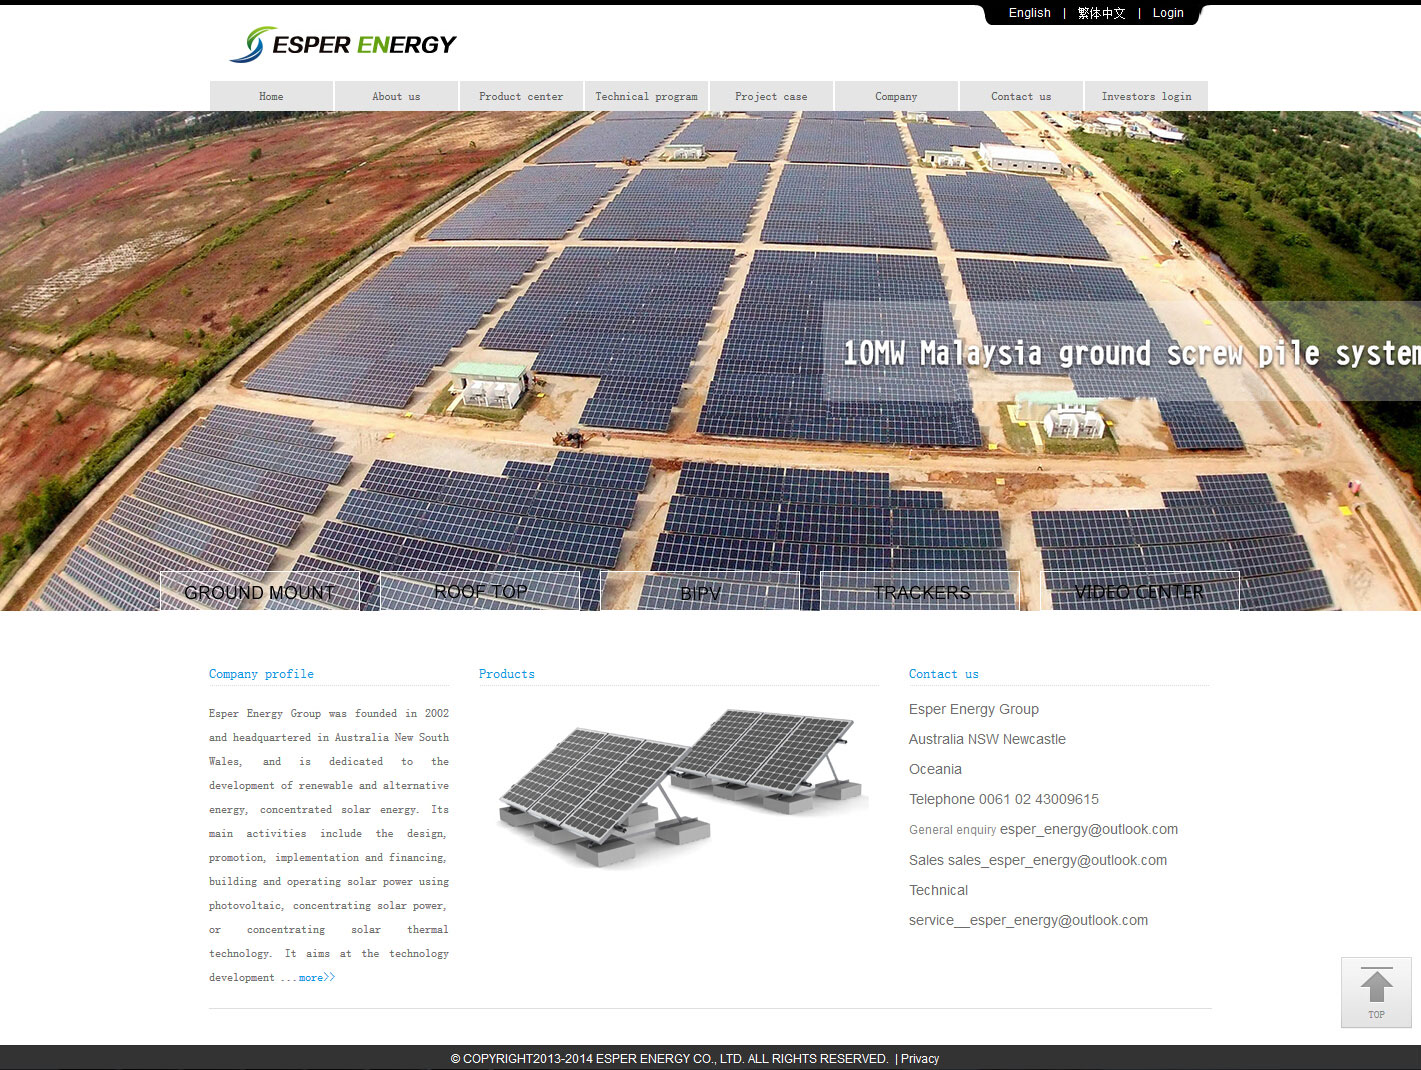 English | 繁体中文 | Login
ESPER ENERGY
Home
About us
Product center
Technical program
Project case
Company
Contact us
Investors login
10MW Malaysia ground screw pile system
GROUND MOUNT
ROOF TOP
BIPV
TRACKERS
VIDEO CENTER
Company profile
Esper Energy Group was founded in 2002
and headquartered in Australia New South
Wales, and is dedicated to the
development of renewable and alternative
energy, concentrated solar energy. Its
main activities include the design,
promotion, implementation and financing,
building and operating solar power using
photovoltaic, concentrating solar power,
or concentrating solar thermal
technology. It aims at the technology
development ...more>>
Products
Contact us
Esper Energy Group
Australia NSW Newcastle
Oceania
Telephone 0061 02 43009615
General enquiry esper_energy@outlook.com
Sales sales_esper_energy@outlook.com
Technical
service__esper_energy@outlook.com
TOP
© COPYRIGHT2013-2014 ESPER ENERGY CO., LTD. ALL RIGHTS RESERVED. | Privacy